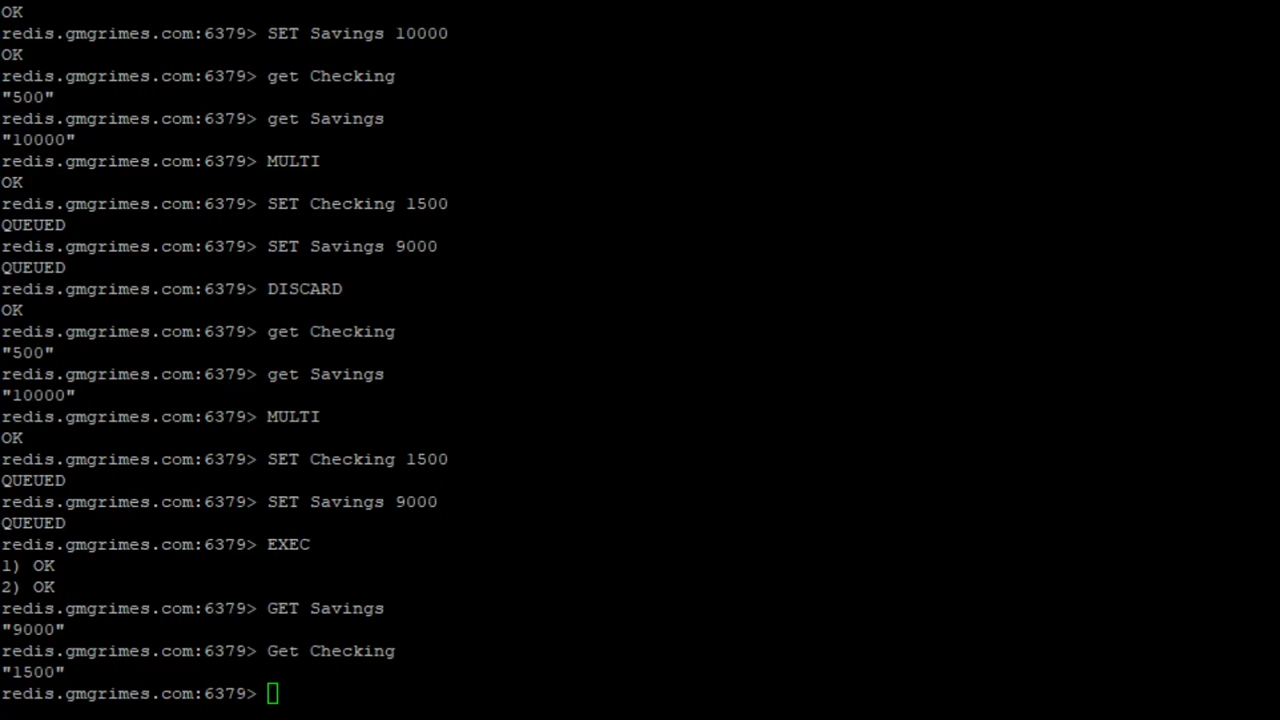 OK
redis.gmgrimes.com:6379> SET Savings 10000
OK
redis.gmgrimes.com:6379> get Checking
"500"
redis.gmgrimes.com:6379> get Savings
"10000"
redis.gmgrimes.com:6379> MULTI
OK
redis.gmgrimes.com:6379> SET Checking 1500
QUEUED
redis.gmgrimes.com:6379> SET Savings 9000
QUEUED
redis.gmgrimes.com:6379> DISCARD
OK
redis.gmgrimes.com:6379> get Checking
"500"
redis.gmgrimes.com:6379> get Savings
"10000"
redis.gmgrimes.com:6379> MULTI
OK
redis.gmgrimes.com:6379> SET Checking 1500
QUEUED
redis.gmgrimes.com:6379> SET Savings 9000
QUEUED
redis.gmgrimes.com:6379> EXEC
1) OK
2) OK
redis.gmgrimes.com:6379> GET Savings
"9000"
redis.gmgrimes.com:6379> Get Checking
"1500"
redis.gmgrimes.com:6379>